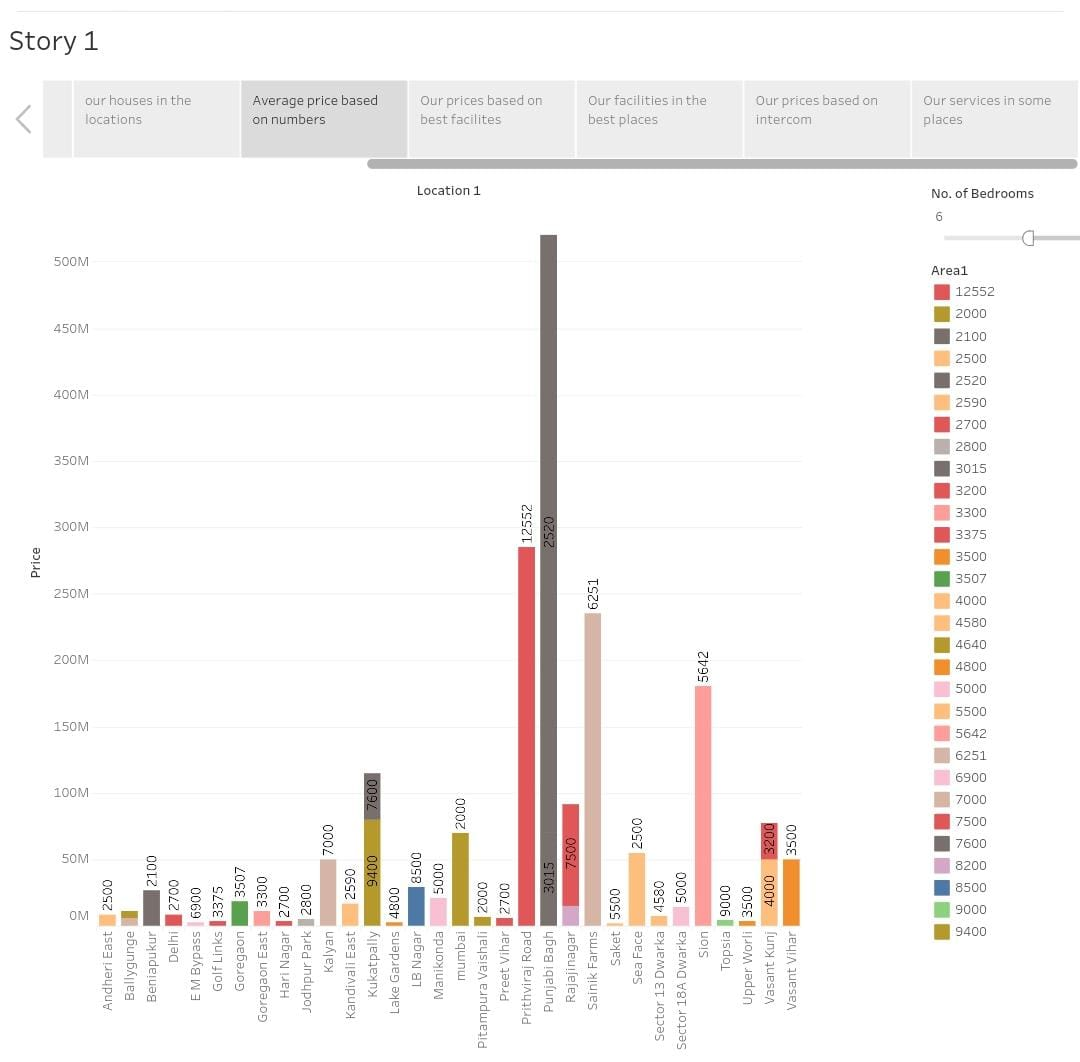 Story 1
our houses in the
locations
Average price based
on numbers
Our prices based on
best facilites
Our facilities in the
best places
Our prices based on
intercom
Our services in some
places
Location 1
No. of Bedrooms
6
Area1
12552
2000
2100
2500
2520
2590
2700
2800
3015
3200
3300
3375
3500
3507
4000
4580
4640
4800
5000
5500
5642
6251
6900
7000
7500
7600
8200
8500
9000
9400
Price
500M
450M
400M
350M
300M
250M
200M
150M
100M
50M
0M
2500
2100
2700
6900
3375
3507
3300
2700
2800
7000
2590
7600
9400
4800
8500
5000
2000
2000
2700
12552
2520
3015
7500
6251
5500
2500
4580
5000
5642
9000
3500
3200
4000
3500
Andheri East
Ballygunge
Beniapukur
Delhi
E M Bypass
Golf Links
Goregaon
Goregaon East
Hari Nagar
Jodhpur Park
Kalyan
Kandivali East
Kukatpally
Lake Gardens
LB Nagar
Manikonda
mumbai
Pitampura Vaishali
Preet Vihar
Prithviraj Road
Punjabi Bagh
Rajajinagar
Sainik Farms
Saket
Sea Face
Sector 13 Dwarka
Sector 18A Dwarka
Sion
Topsia
Upper Worli
Vasant Kunj
Vasant Vihar